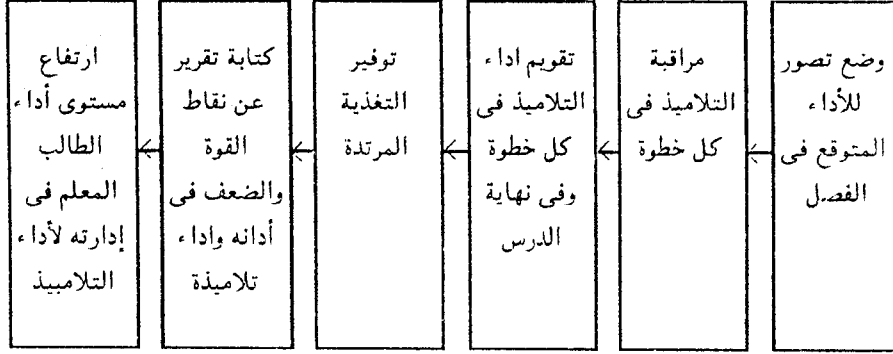 وضع تصور
للأداء
المتوقع فى
الفصل
مراقبة
التلاميذ فى
كل خطوة
تقويم اداء
التلاميذ فى
كل خطوة
وفى نهاية
الدرس
توفير
التغذية
المرتدة
كتابة تقرير
عن نقاط
القوة
والضعف فى
أدانه واداء
تلاميذة
ارتفاع
مستوى أداء
الطالب
المعلم فى
إدارته لأداء
التلامبيذ